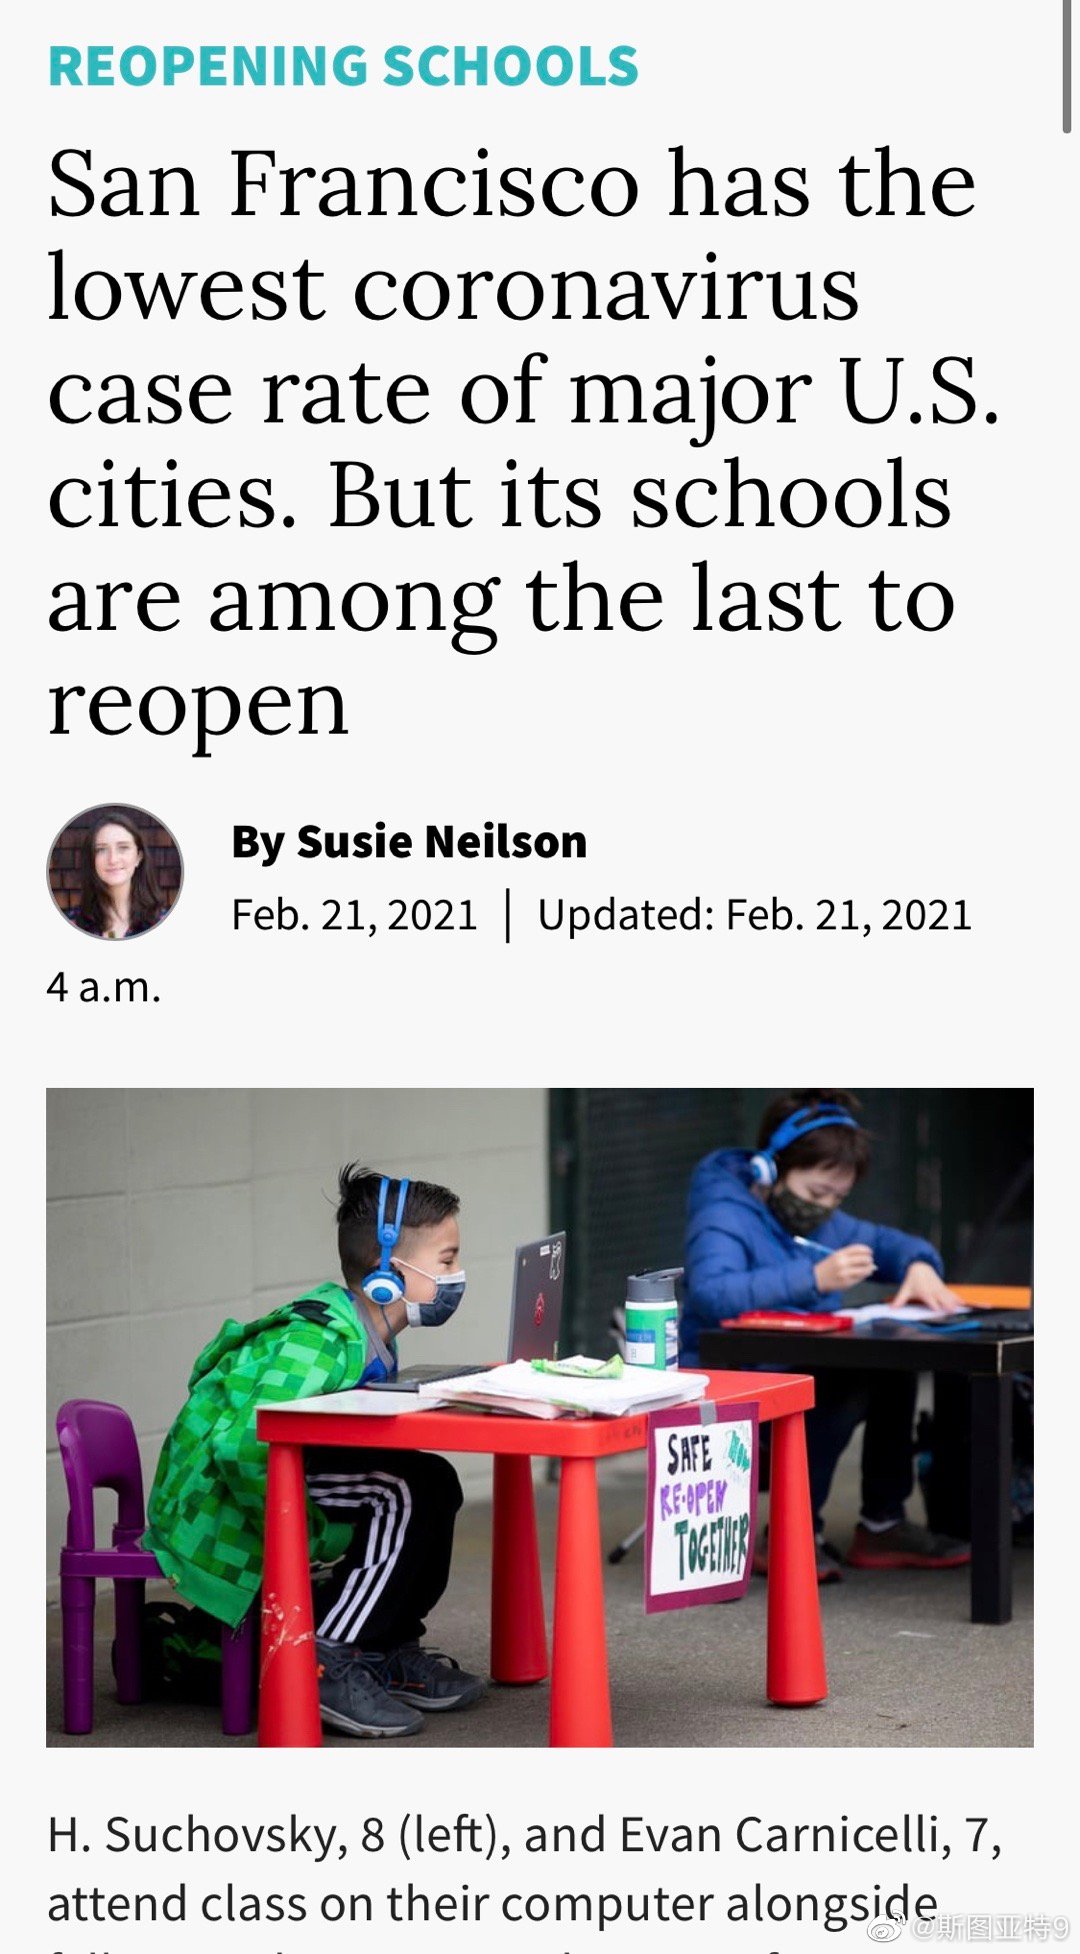 REOPENING SCHOOLS
San Francisco has the
lowest coronavirus
case rate of major U.S.
cities. But its schools
are among the last to
reopen
By Susie Neilson
Feb. 21, 2021 | Updated: Feb. 21, 2021
4 a.m.
SAFE
RE-OPEN
TOGETHER
H. Suchovsky, 8 (left), and Evan Carnicelli, 7,
attend class on their computer alongside
@斯图亚特9